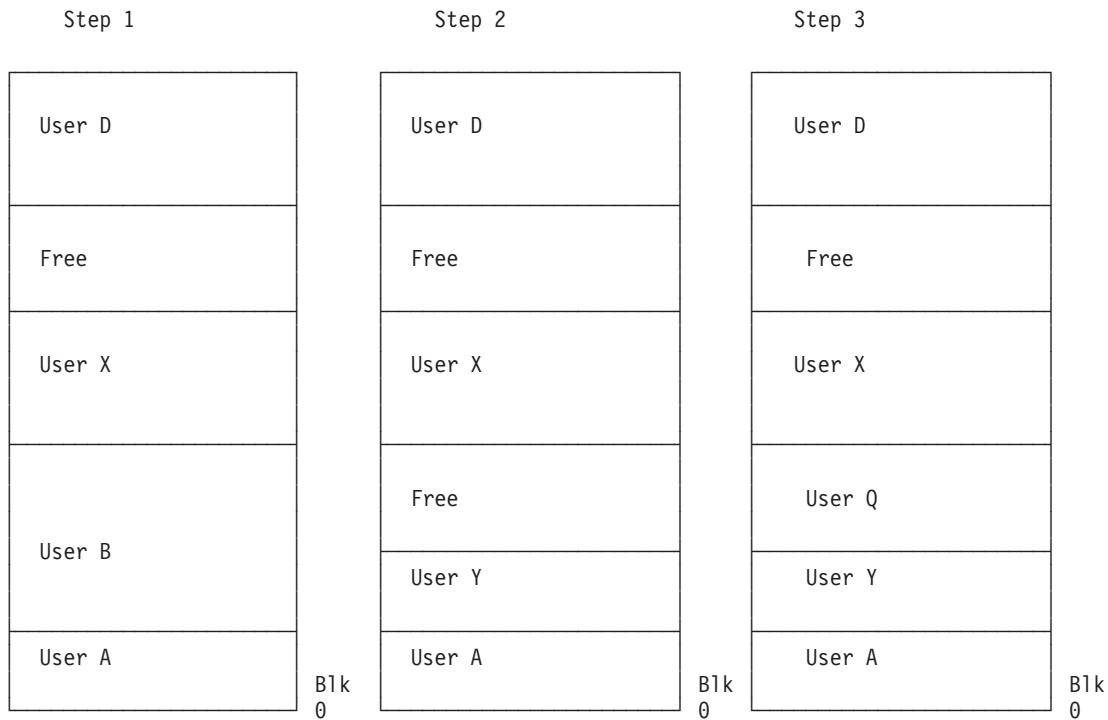 Step 1 Step 2 Step 3
User D User D User D
Free Free Free
User X User X User X
Free User Q
User B
User Y User Y
User A User A User A
Blk Blk Blk
0 0 0